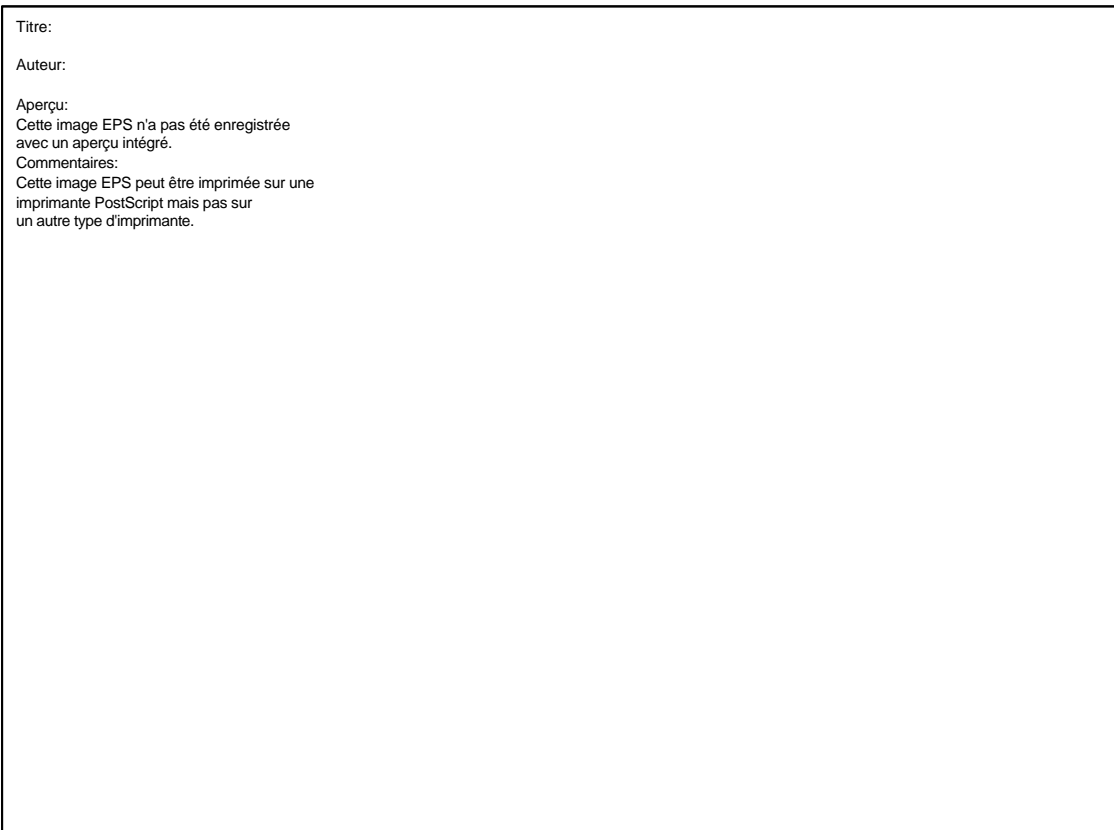 Titre:
Auteur:
Aperçu:
Cette image EPS n'a pas été enregistrée
avec un aperçu intégré.
Commentaires:
Cette image EPS peut être imprimée sur une
imprimante PostScript mais pas sur
un autre type d'imprimante.